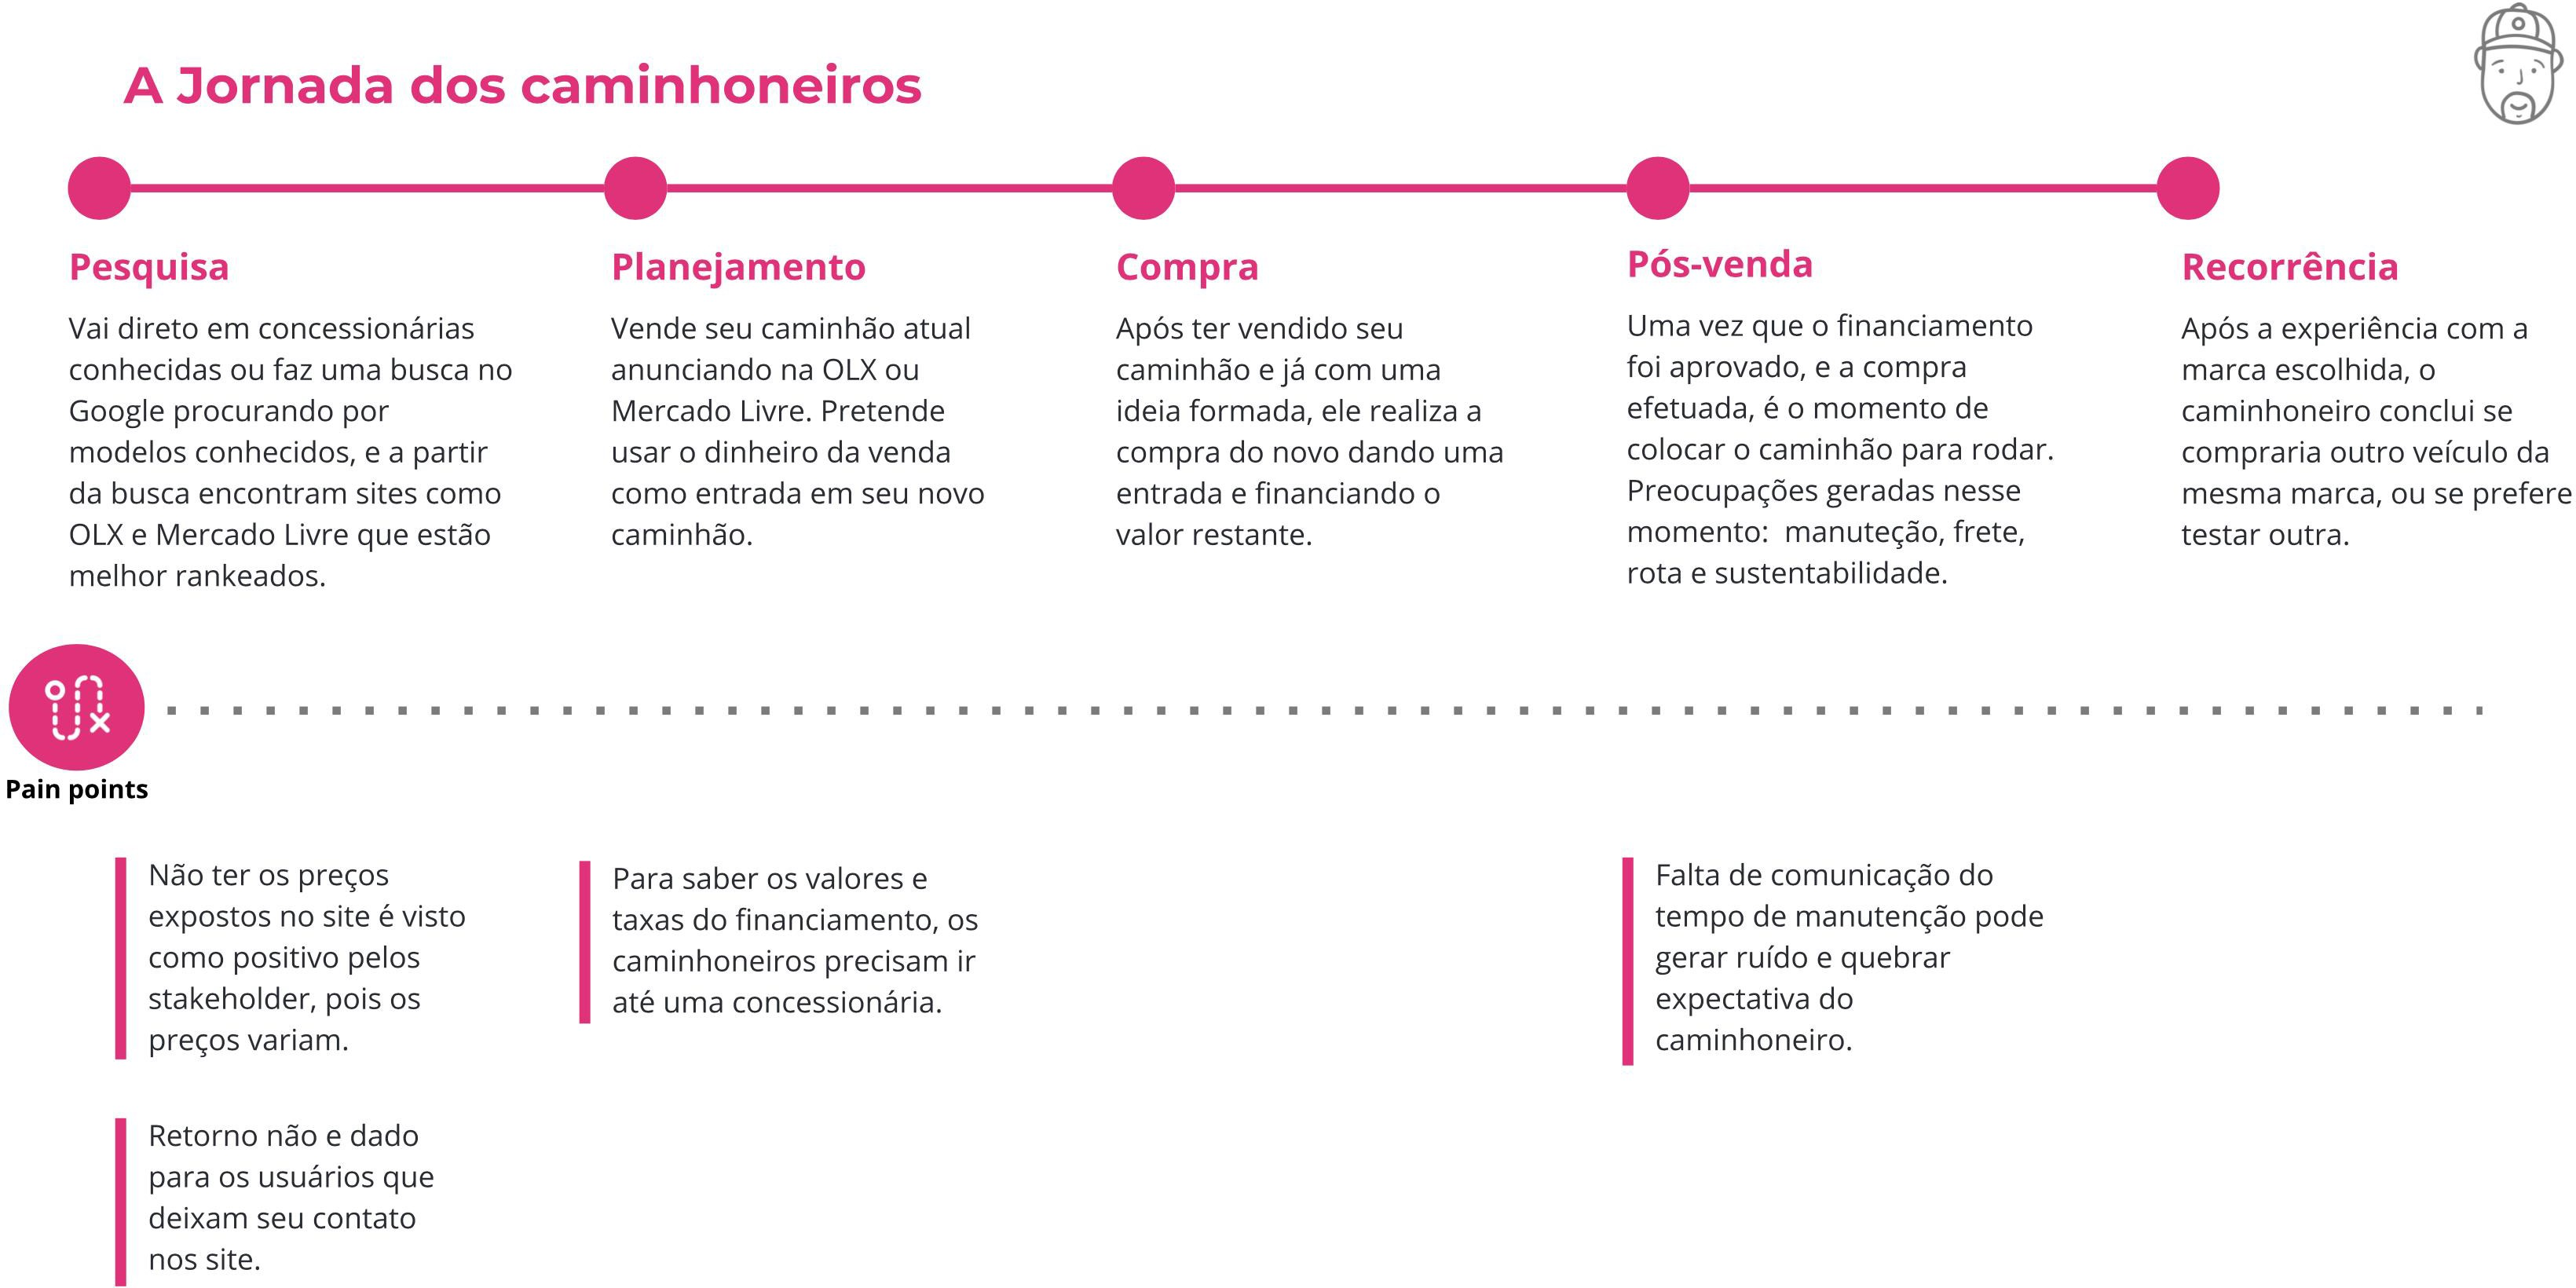 A Jornada dos caminhoneiros
Pesquisa
Vai direto em concessionárias
conhecidas ou faz uma busca no
Google procurando por
modelos conhecidos, e a partir
da busca encontram sites como
OLX e Mercado Livre que estão
melhor rankeados.
Planejamento
Vende seu caminhão atual
anunciando na OLX ou
Mercado Livre. Pretende
usar o dinheiro da venda
como entrada em seu novo
caminhão.
Compra
Após ter vendido seu
caminhão e já com uma
ideia formada, ele realiza a
compra do novo dando uma
entrada e financiando o
valor restante.
Pós-venda
Uma vez que o financiamento
foi aprovado, e a compra
efetuada, é o momento de
colocar o caminhão para rodar.
Preocupações geradas nesse
momento:  manuteção, frete,
rota e sustentabilidade.
Recorrência
Após a experiência com a
marca escolhida, o
caminhoneiro conclui se
compraria outro veículo da
mesma marca, ou se prefere
testar outra.
Pain points
Não ter os preços
expostos no site é visto
como positivo pelos
stakeholder, pois os
preços variam.
Retorno não e dado
para os usuários que
deixam seu contato
nos site.
Para saber os valores e
taxas do financiamento, os
caminhoneiros precisam ir
até uma concessionária.
Falta de comunicação do
tempo de manutenção pode
gerar ruído e quebrar
expectativa do
caminhoneiro.